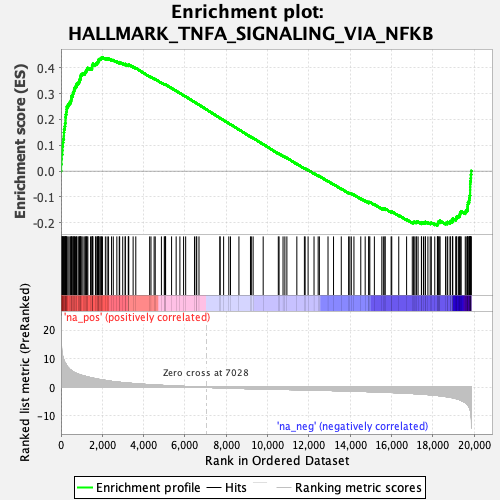 Enrichment plot:
HALLMARK_TNFA_SIGNALING_VIA_NFKB
Enrichment score (ES)
0.4
0.3
0.2
0.1
0.0
-0.1
-0.2
'na_pos' (positively correlated)
Ranked list metric (PreRanked)
20
10
0
-10
Zero cross at 7028
'na_neg' (negatively correlated)
0
2,000
4,000
6,000
8,000
10,000
12,000
14,000
16,000
18,000
20,000
Rank in Ordered Dataset
Enrichment profile
Hits
Ranking metric scores